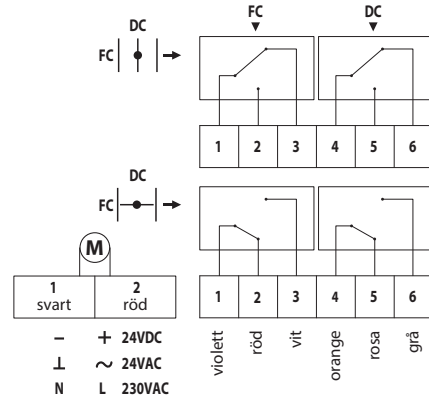 FC DC
DC
FC
1 2 3 4 5 6
DC
FC
M
1 2
svart röd
1 2 3 4 5 6
violett röd vit orange rosa grå
– + 24VDC
⊥ ~ 24VAC
N L 230VAC